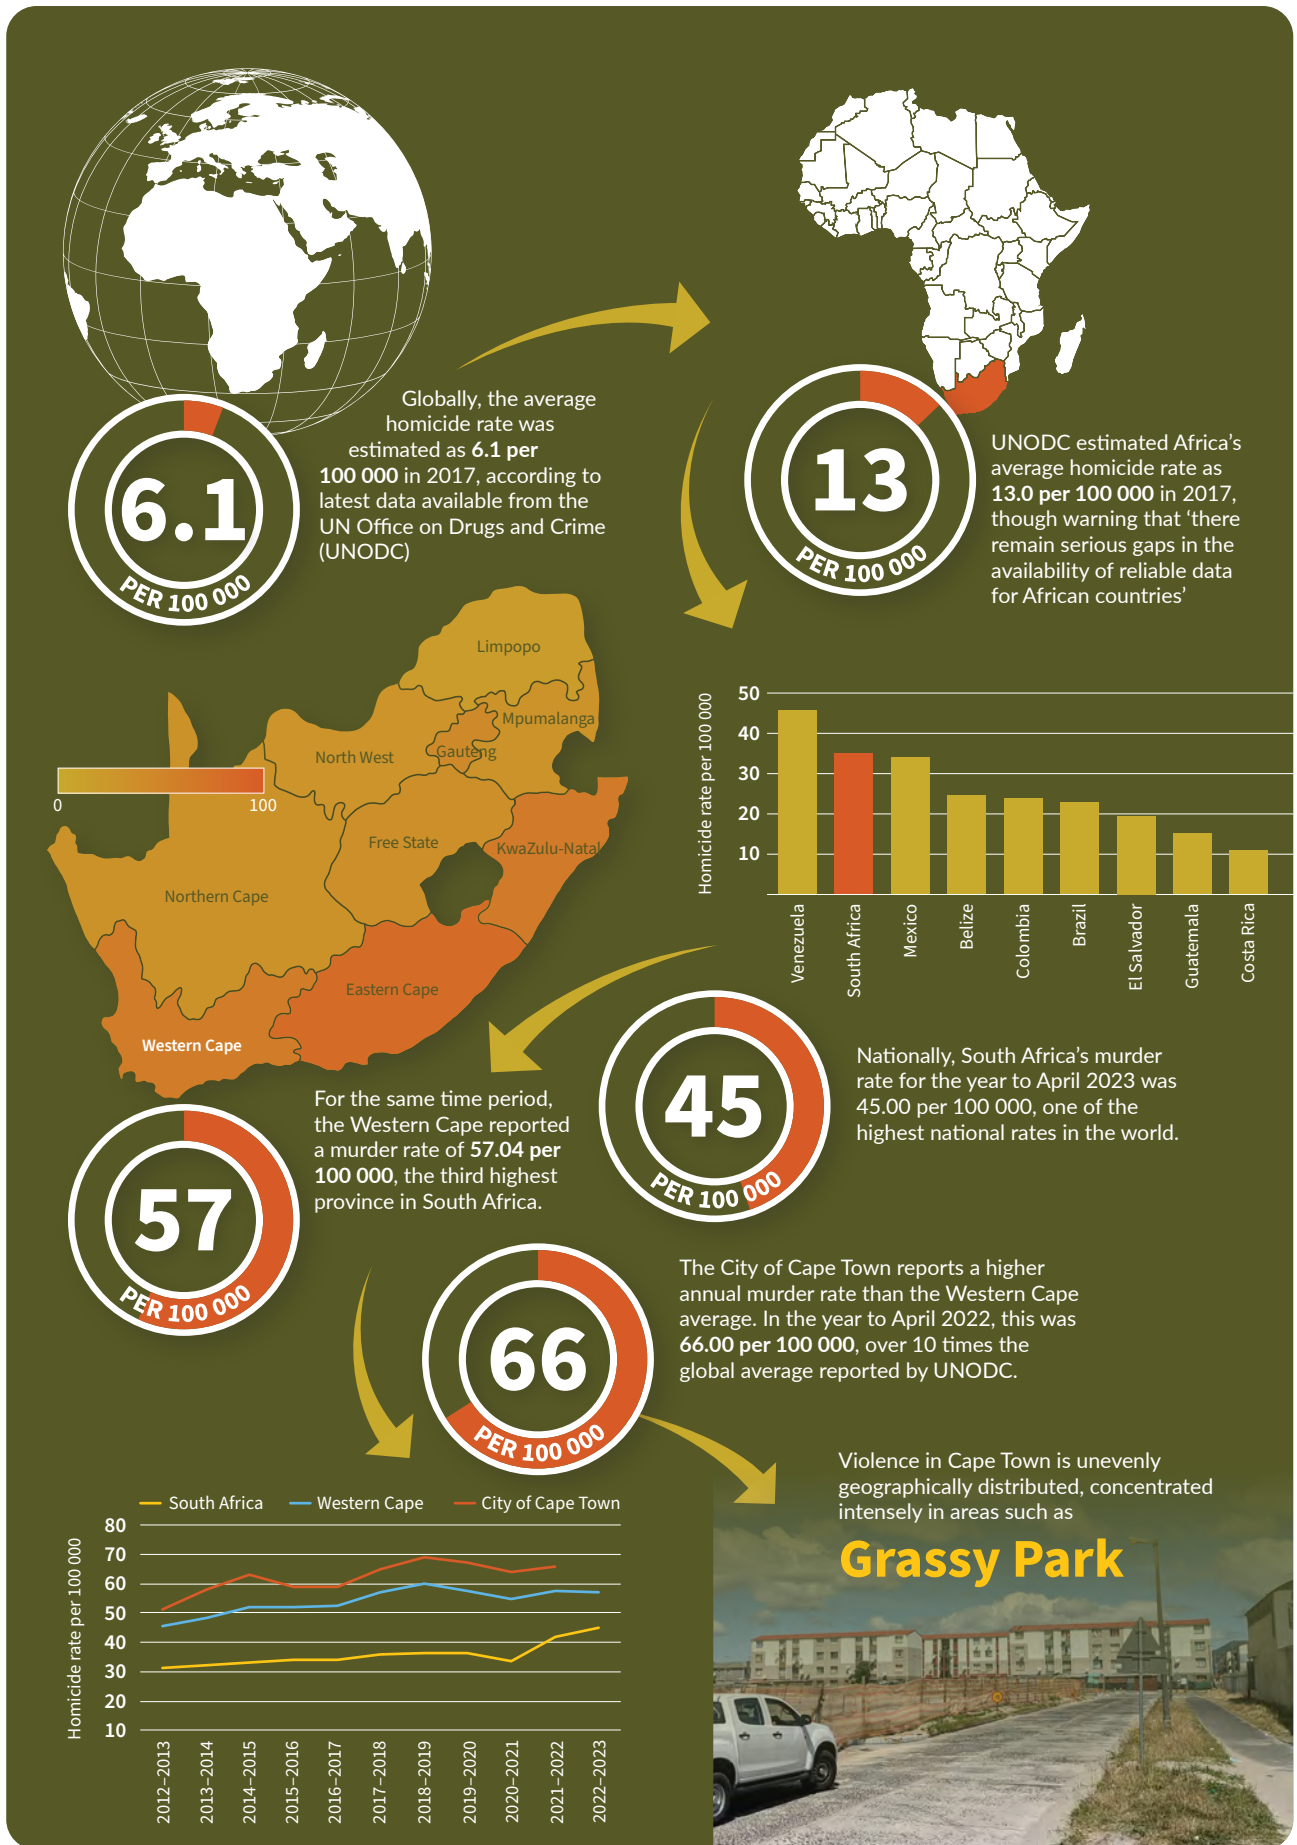 Globally, the average
homicide rate was
estimated as 6.1 per
100 000 in 2017, according to
latest data available from the
UN Office on Drugs and Crime
(UNODC)
6.1
PER 100 000
13
PER 100 000
UNODC estimated Africa’s
average homicide rate as
13.0 per 100 000 in 2017,
though warning that ‘there
remain serious gaps in the
availability of reliable data
for African countries’
Limpopo
Mpumalanga
North West
Gauteng
0
100
Free State
KwaZulu-Natal
Northern Cape
Eastern Cape
Western Cape
Homicide rate per 100 000
50
40
30
20
10
Venezuela
South Africa
Mexico
Belize
Colombia
Brazil
El Salvador
Guatemala
Costa Rica
45
PER 100 000
Nationally, South Africa’s murder
rate for the year to April 2023 was
45.00 per 100 000, one of the
highest national rates in the world.
For the same time period,
the Western Cape reported
a murder rate of 57.04 per
100 000, the third highest
province in South Africa.
57
PER 100 000
66
PER 100 000
The City of Cape Town reports a higher
annual murder rate than the Western Cape
average. In the year to April 2022, this was
66.00 per 100 000, over 10 times the
global average reported by UNODC.
Violence in Cape Town is unevenly
geographically distributed, concentrated
intensely in areas such as
Grassy Park
South Africa
Western Cape
City of Cape Town
Homicide rate per 100 000
80
70
60
50
40
30
20
10
2012–2013
2013–2014
2014–2015
2015–2016
2016–2017
2017–2018
2018–2019
2019–2020
2020–2021
2021–2022
2022–2023